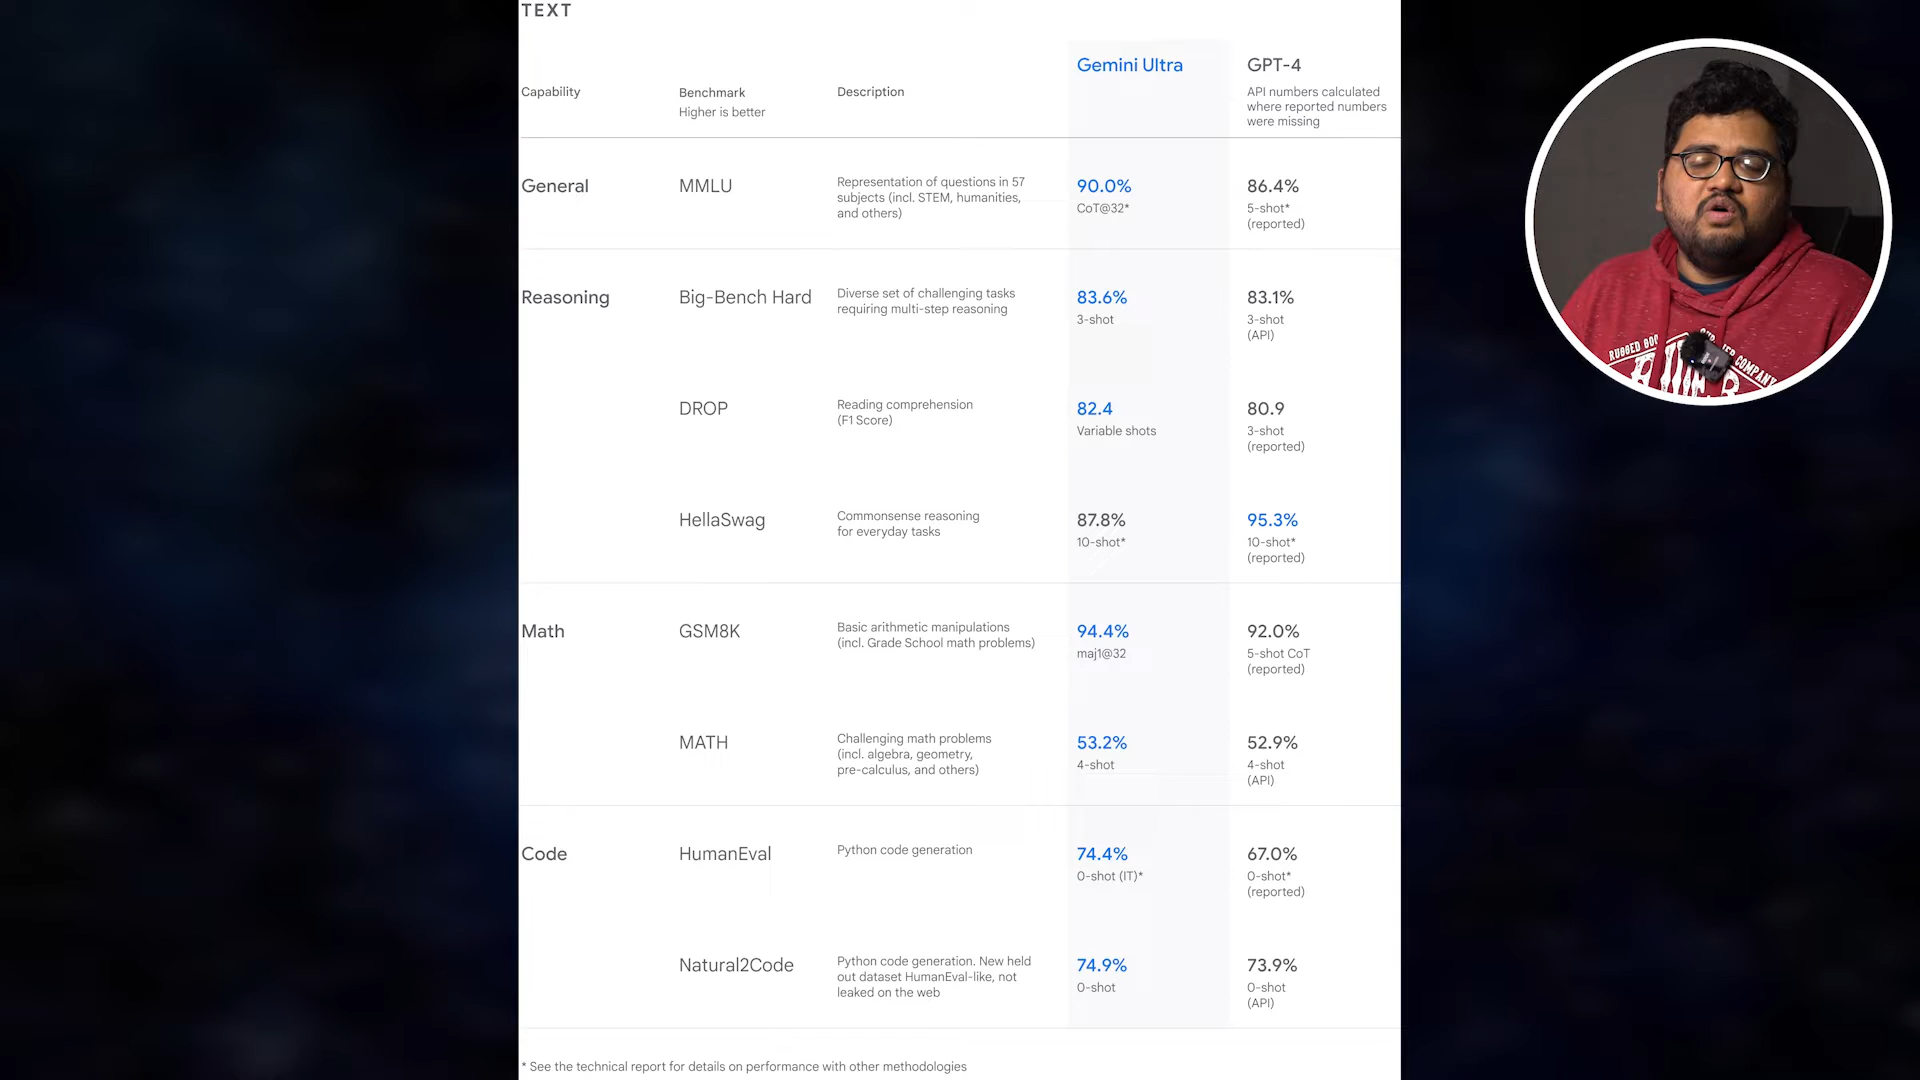 TEXT
Gemini Ultra
GPT-4
Capability
Benchmark
Higher is better
Description
API numbers calculated
where reported numbers
were missing
General
MMLU
Representation of questions in 57
subjects (incl. STEM, humanities,
and others)
90.0%
CoT@32*
86.4%
5-shot*
(reported)
Reasoning
Big-Bench Hard
Diverse set of challenging tasks
requiring multi-step reasoning
83.6%
3-shot
83.1%
3-shot
(API)
DROP
Reading comprehension
(F1 Score)
82.4
Variable shots
80.9
3-shot
(reported)
HellaSwag
Commonsense reasoning
for everyday tasks
87.8%
10-shot*
95.3%
10-shot*
(reported)
Math
GSM8K
Basic arithmetic manipulations
(incl. Grade School math problems)
94.4%
maj1@32
92.0%
5-shot CoT
(reported)
MATH
Challenging math problems
(incl. algebra, geometry,
pre-calculus, and others)
53.2%
4-shot
52.9%
4-shot
(API)
Code
HumanEval
Python code generation
74.4%
0-shot (IT)*
67.0%
0-shot*
(reported)
Natural2Code
Python code generation. New held
out dataset HumanEval-like, not
leaked on the web
74.9%
0-shot
73.9%
0-shot
(API)
* See the technical report for details on performance with other methodologies
RUGGED
COMPANY